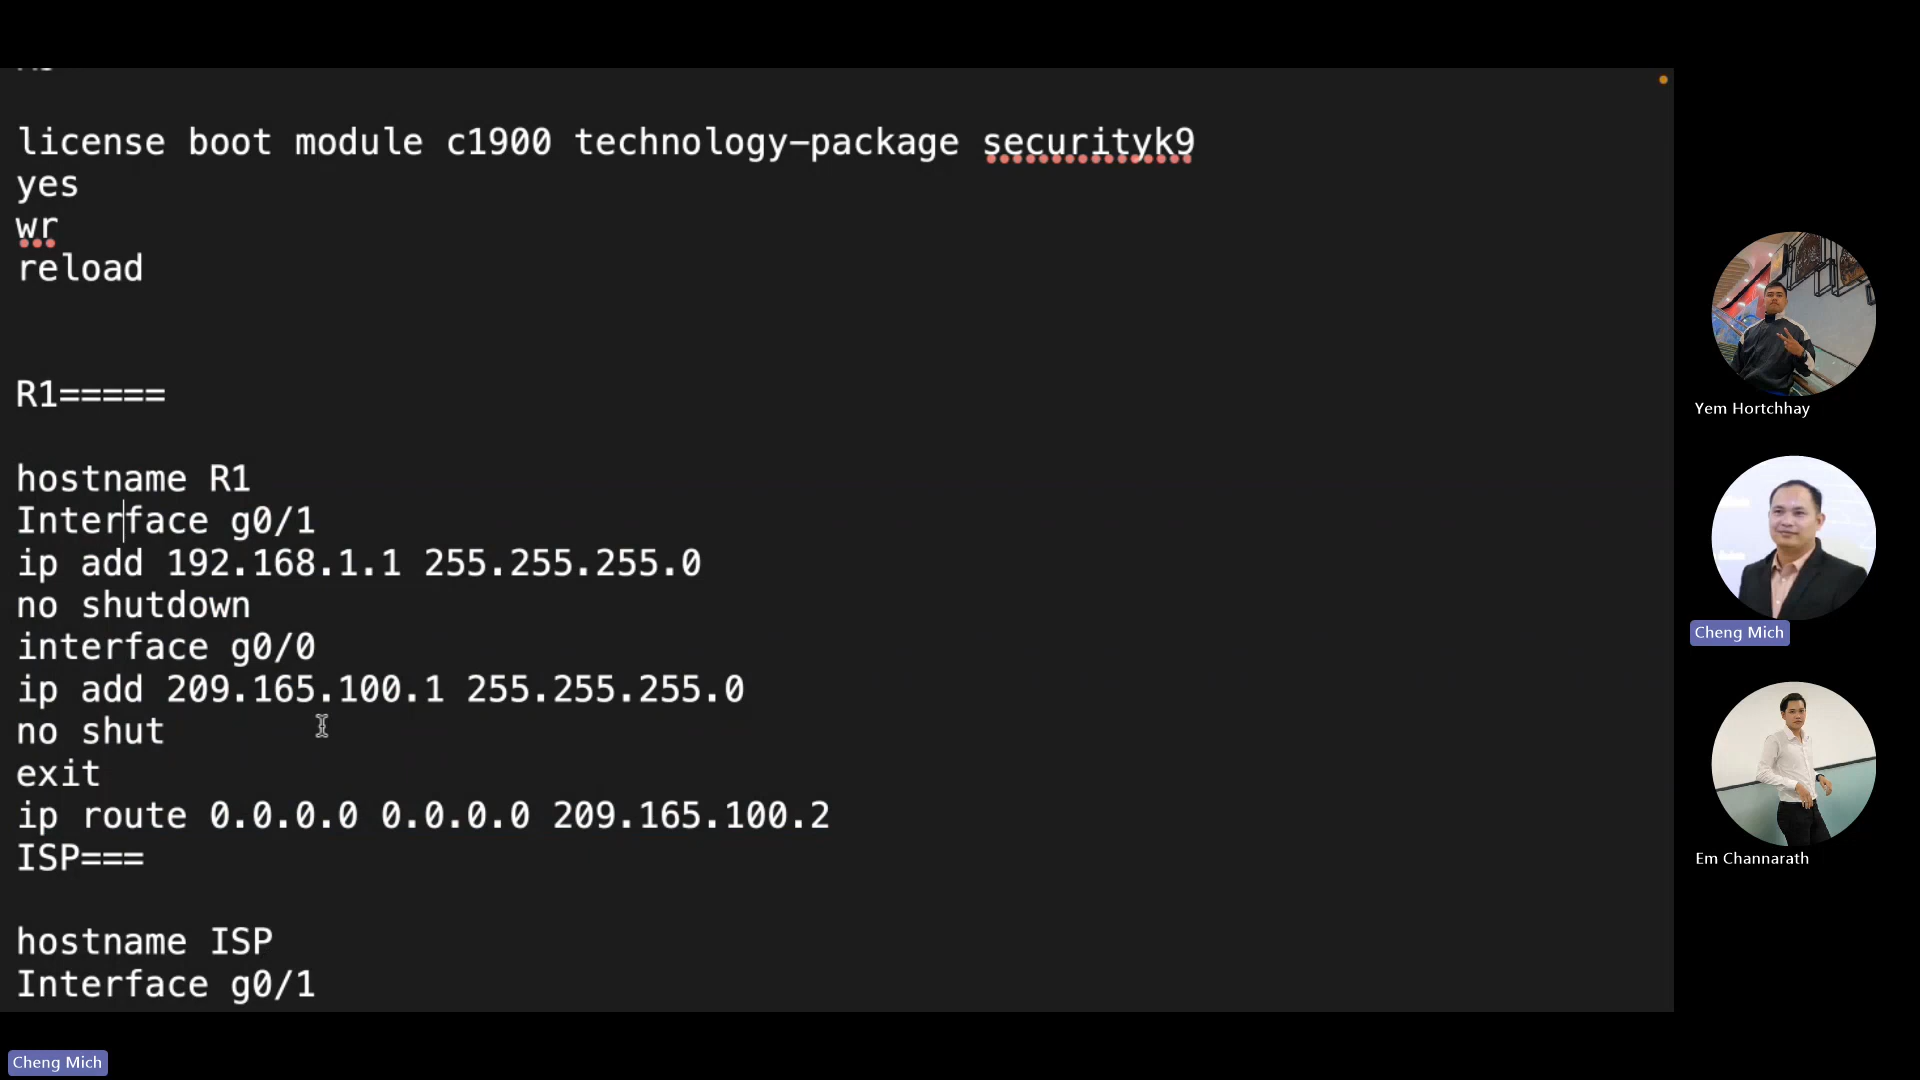 license boot module c1900 technology-package securityk9
yes
wr
reload
R1=====
hostname R1
Interface g0/1
ip add 192.168.1.1 255.255.255.0
no shutdown
interface g0/0
ip add 209.165.100.1 255.255.255.0
no shut
exit
ip route 0.0.0.0 0.0.0.0 209.165.100.2
ISP===
hostname ISP
Interface g0/1
Yem Hortchhay
Cheng Mich
Em Channarath
Cheng Mich